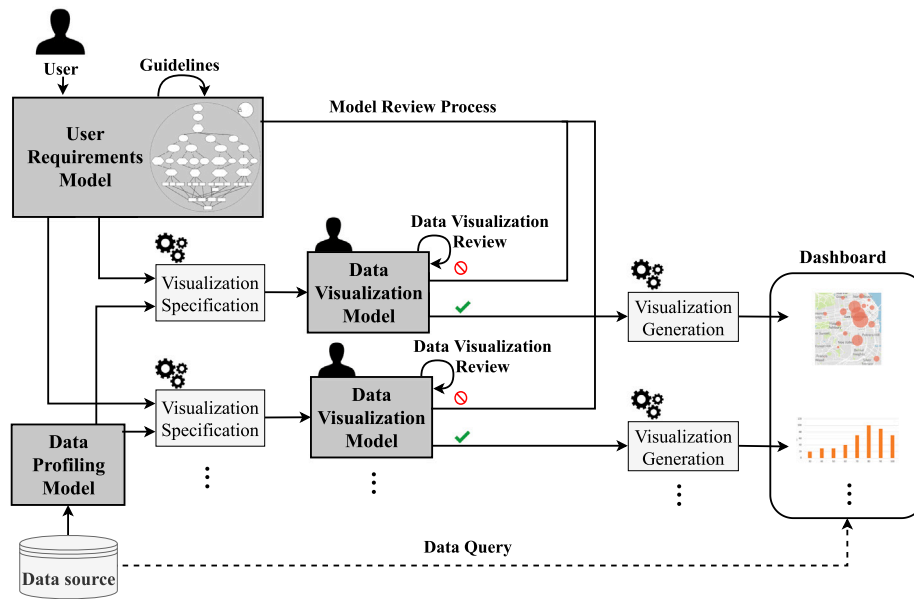 User
Guidelines
Model Review Process
User
Requirements
Model
Data Visualization
Review
Visualization
Specification
Data
Visualization
Model
Visualization
Generation
Dashboard
Data Visualization
Review
Visualization
Specification
Data
Visualization
Model
Visualization
Generation
Data
Profiling
Model
Data Query
Data source